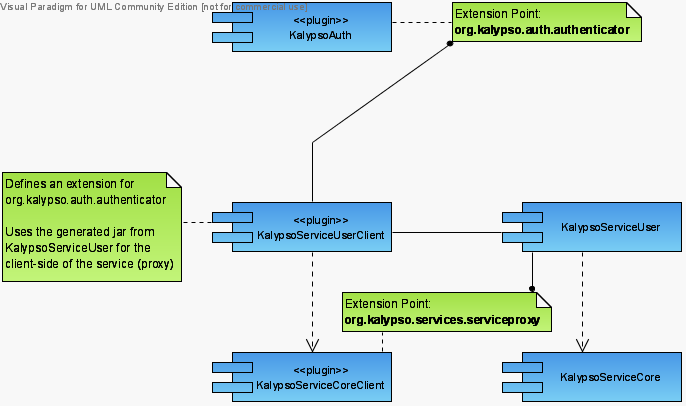 Visual Paradigm for UML Community Edition [not for commercial use]
<<plugin>>
KalypsoAuth
Extension Point:
org.kalypso.auth.authenticator
Defines an extension for
org.kalypso.auth.authenticator
Uses the generated jar from
KalypsoServiceUser for the
client-side of the service (proxy)
<<plugin>>
KalypsoServiceUserClient
KalypsoServiceUser
Extension Point:
org.kalypso.services.serviceproxy
<<plugin>>
KalypsoServiceCoreClient
KalypsoServiceCore